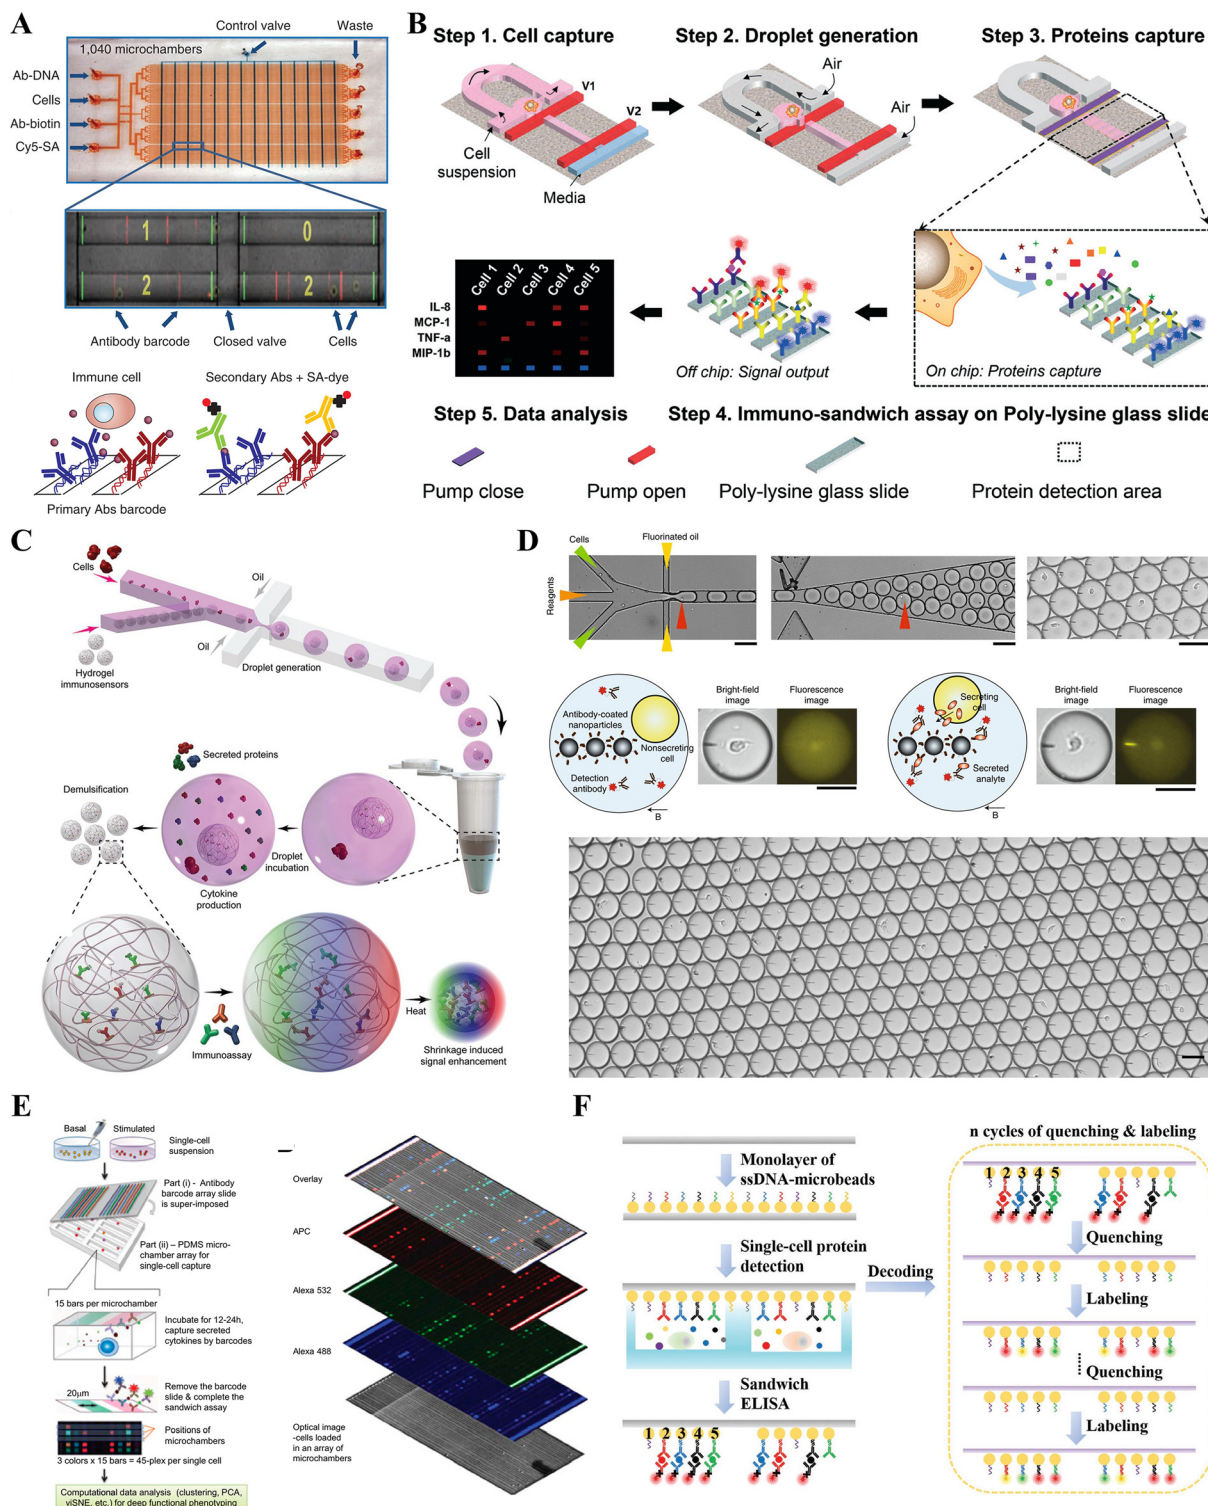 A
Control valve
Waste
1,040 microchambers
Ab-DNA
Cells
Ab-biotin
Cy5-SA
1
0
2
2
Antibody barcode
Closed valve
Cells
Immune cell
Secondary Abs + SA-dye
Primary Abs barcode
B
Step 1. Cell capture
Step 2. Droplet generation
Step 3. Proteins capture
V1
V2
Cell
suspension
Media
Air
Air
Cell 1
Cell 2
Cell 3
Cell 4
Cell 5
IL-8
MCP-1
TNF-a
MIP-1b
Off chip: Signal output
On chip: Proteins capture
Step 5. Data analysis
Step 4. Immuno-sandwich assay on Poly-lysine glass slide
Pump close
Pump open
Poly-lysine glass slide
Protein detection area
C
Cells
Oil
Oil
Hydrogel
immunosensors
Droplet generation
Secreted proteins
Demulsification
Droplet
incubation
Cytokine
production
Immunoassay
Heat
Shrinkage induced
signal enhancement
D
Cells
Fluorinated oil
Reagents
Antibody-coated
nanoparticles
Nonsecreting
cell
Detection
antibody
B
Bright-field
image
Fluorescence
image
Secreting
cell
Secreted
analyte
B
Bright-field
image
Fluorescence
image
E
Basal
Stimulated
Single-cell
suspension
Part (i) - Antibody
barcode array slide
is super-imposed
Part (ii) – PDMS micro-
chamber array for
single-cell capture
15 bars per microchamber
Incubate for 12-24h,
capture secreted
cytokines by barcodes
20μm
Remove the barcode
slide & complete the
sandwich assay
Positions of
microchambers
3 colors x 15 bars = 45-plex per single cell
Computational data analysis (clustering, PCA,
viSNE, etc.) for deep functional phenotyping
Overlay
APC
Alexa 532
Alexa 488
Optical image
-cells loaded
in an array of
microchambers
F
Monolayer of
ssDNA-microbeads
Single-cell protein
detection
Decoding
Sandwich
ELISA
1 2 3 4 5
n cycles of quenching & labeling
1 2 3 4 5
Quenching
Labeling
Quenching
Labeling